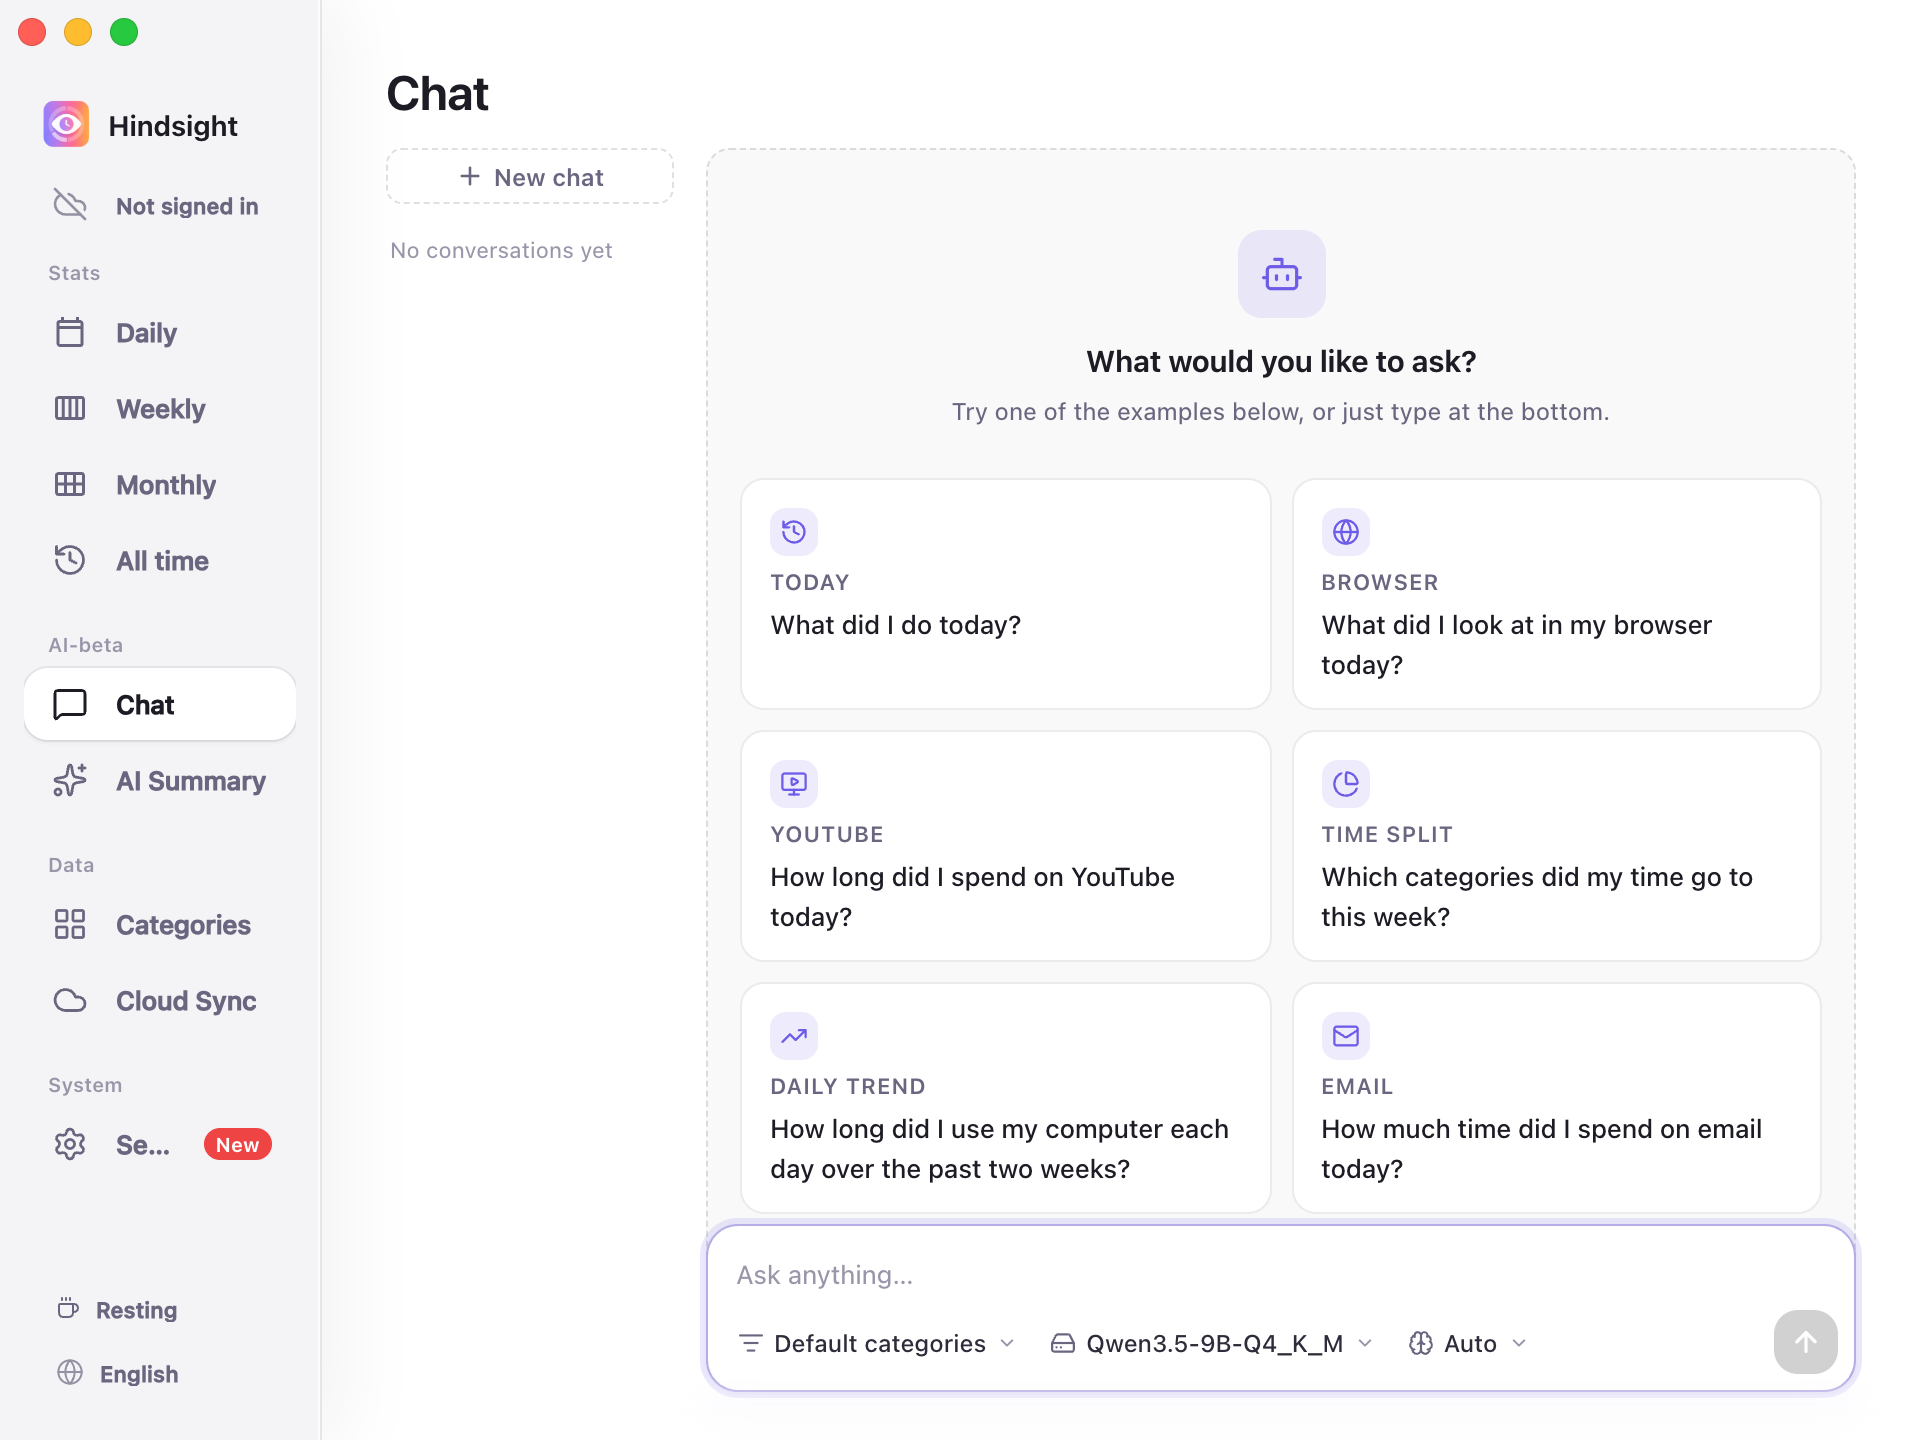 Hindsight
Not signed in
Stats
Daily
Weekly
Monthly
All time
AI-beta
Chat
AI Summary
Data
Categories
Cloud Sync
System
Se...
New
Resting
English
Chat
New chat
No conversations yet
What would you like to ask?
Try one of the examples below, or just type at the bottom.
TODAY
What did I do today?
BROWSER
What did I look at in my browser
today?
YOUTUBE
How long did I spend on YouTube
today?
TIME SPLIT
Which categories did my time go to
this week?
DAILY TREND
How long did I use my computer each
day over the past two weeks?
EMAIL
How much time did I spend on email
today?
Ask anything...
Default categories
Qwen3.5-9B-Q4_K_M
Auto